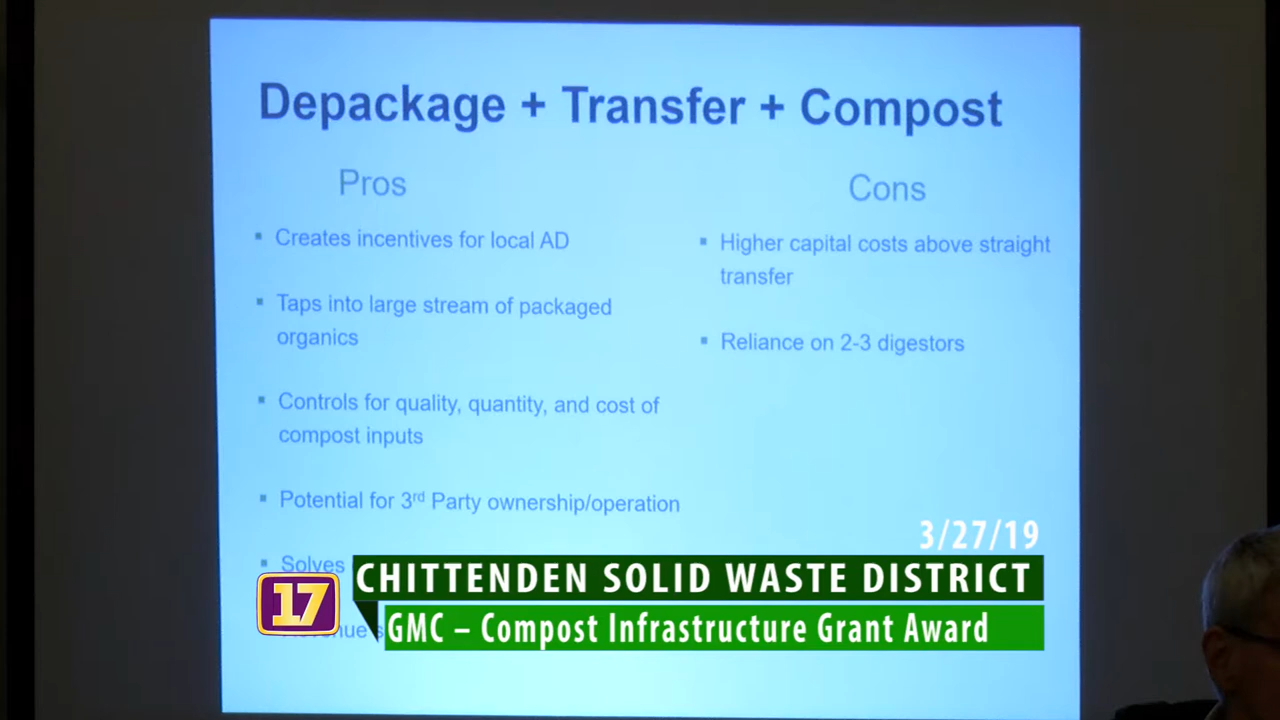 Depackage + Transfer + Compost
Pros
Cons
▪ Creates incentives for local AD
▪ Taps into large stream of packaged
organics
▪ Controls for quality, quantity, and cost of
compost inputs
▪ Potential for 3rd Party ownership/operation
▪ Solves
▪ Higher capital costs above straight
transfer
▪ Reliance on 2-3 digestors
3/27/19
17
CHITTENDEN SOLID WASTE DISTRICT
GMC – Compost Infrastructure Grant Award